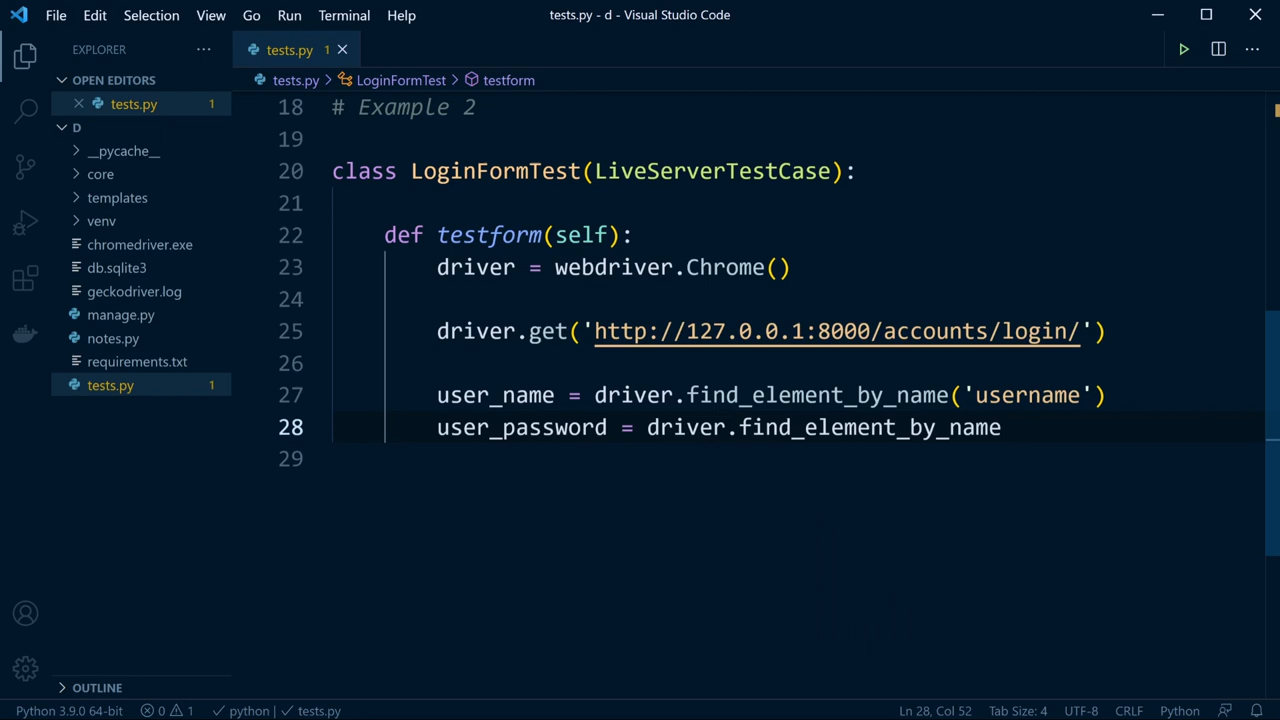 File Edit Selection View Go Run Terminal Help
tests.py - d - Visual Studio Code
EXPLORER
OPEN EDITORS
tests.py 1
D
__pycache__
core
templates
venv
chromedriver.exe
db.sqlite3
geckodriver.log
manage.py
notes.py
requirements.txt
tests.py 1
OUTLINE
tests.py 1
tests.py > LoginFormTest > testform
18 # Example 2
19
20 class LoginFormTest(LiveServerTestCase):
21
22 def testform(self):
23 driver = webdriver.Chrome()
24
25 driver.get('http://127.0.0.1:8000/accounts/login/')
26
27 user_name = driver.find_element_by_name('username')
28 user_password = driver.find_element_by_name
29
Python 3.9.0 64-bit 0 1 python | tests.py
Ln 28, Col 52 Tab Size: 4 UTF-8 CRLF Python